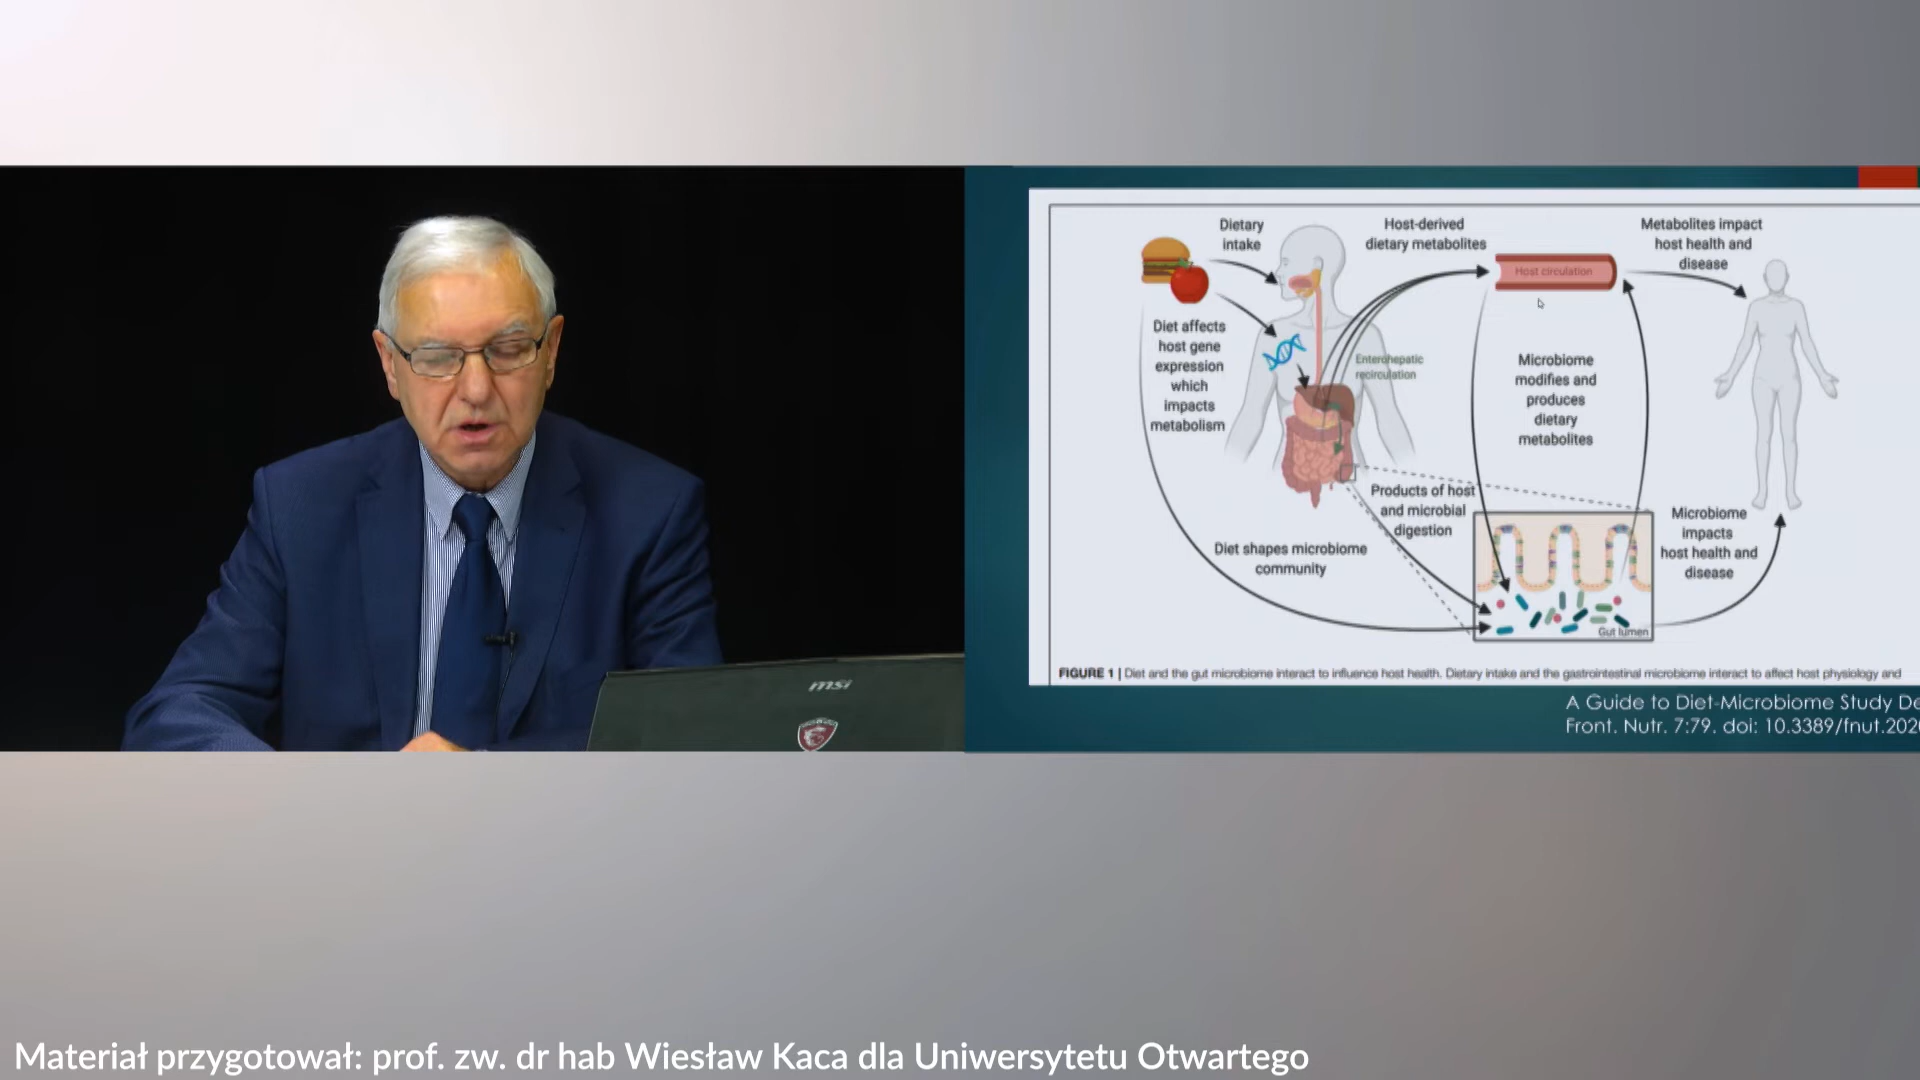 Dietary
intake
Host-derived
dietary metabolites
Metabolites impact
host health and
disease
Host circulation
Diet affects
host gene
expression
which
impacts
metabolism
Enterohepatic
recirculation
Microbiome
modifies and
produces
dietary
metabolites
Products of host
and microbial
digestion
Diet shapes microbiome
community
Microbiome
impacts
host health and
disease
Gut lumen
FIGURE 1 | Diet and the gut microbiome interact to influence host health. Dietary intake and the gastrointestinal microbiome interact to affect host physiology and
A Guide to Diet-Microbiome Study De
Front. Nutr. 7:79. doi: 10.3389/fnut.202
msi
Materiał przygotował: prof. zw. dr hab Wiesław Kaca dla Uniwersytetu Otwartego